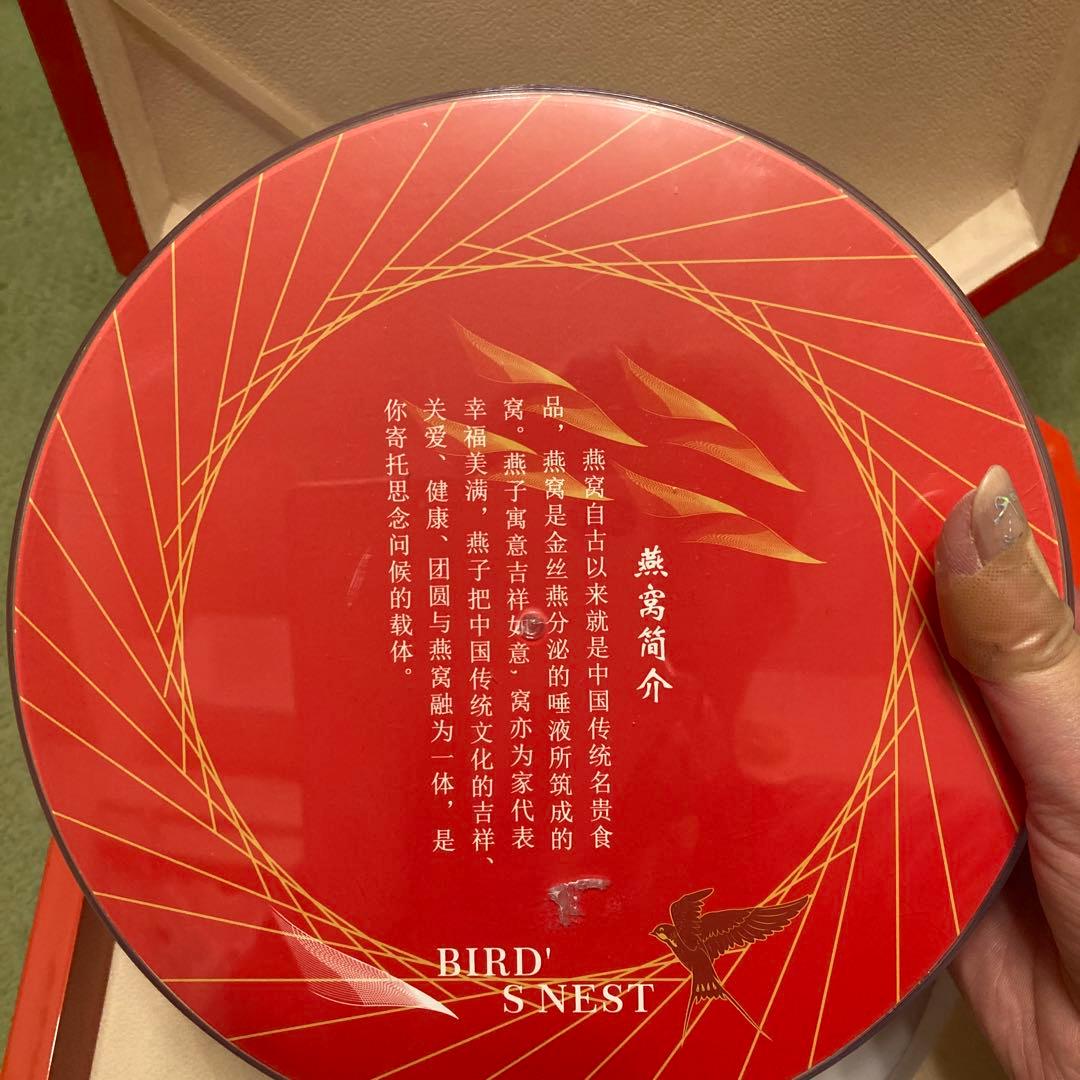 燕窝简介
燕窝自古以来就是中国传统名贵食
品，燕窝是金丝燕分泌的唾液所筑成的
窝。燕子寓意吉祥如意，窝亦为家代表
幸福美满，燕子把中国传统文化的吉祥、
关爱、健康、团圆与燕窝融为一体，是
你寄托思念问候的载体。
BIRD'
S NEST